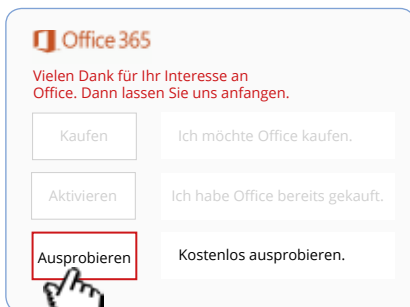 Office 365
Vielen Dank für Ihr Interesse an
Office. Dann lassen Sie uns anfangen.
Kaufen Ich möchte Office kaufen.
Aktivieren Ich habe Office bereits gekauft.
Ausprobieren Kostenlos ausprobieren.